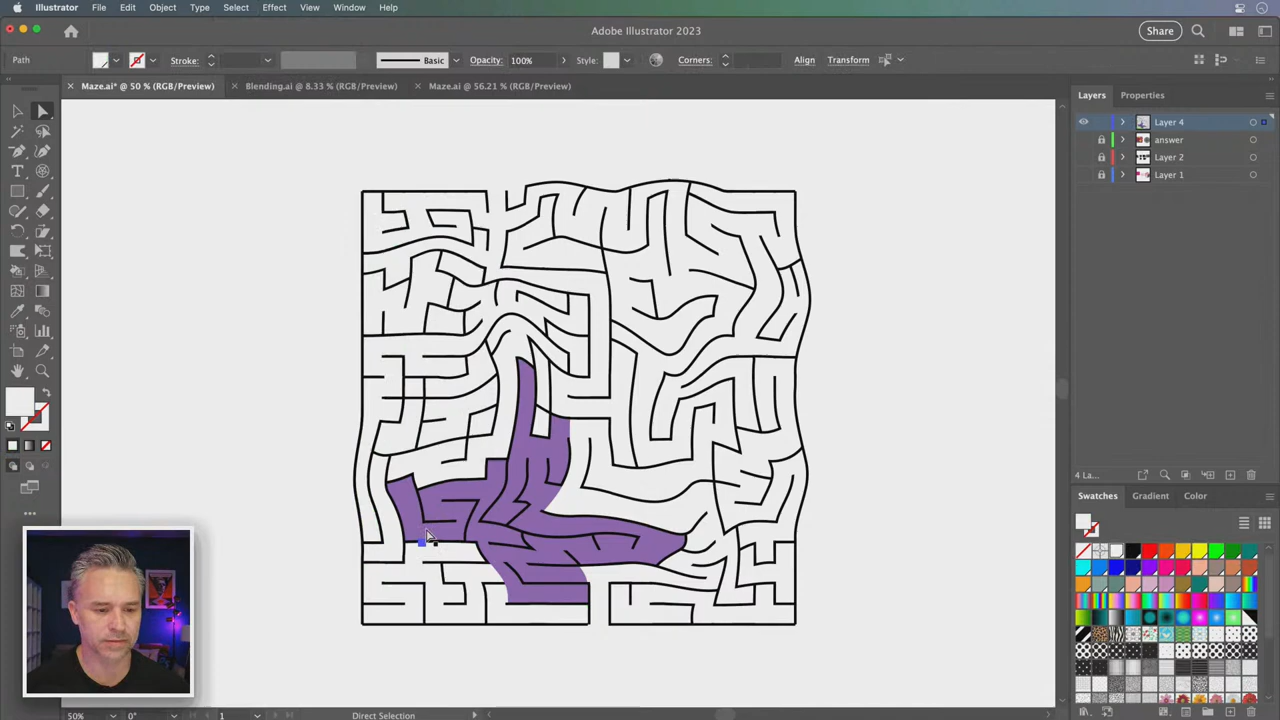 Illustrator File Edit Object Type Select Effect View Window Help
Adobe Illustrator 2023
Share
Path Stroke: Basic Opacity: 100% Style: Corners: Align Transform
Maze.ai* @ 50 % (RGB/Preview) Blending.ai @ 8.33 % (RGB/Preview) Maze.ai @ 56.21 % (RGB/Preview)
Layers Properties
Layer 4
answer
Layer 2
Layer 1
4 La...
Swatches Gradient Color
50% 0° 1 Direct Selection